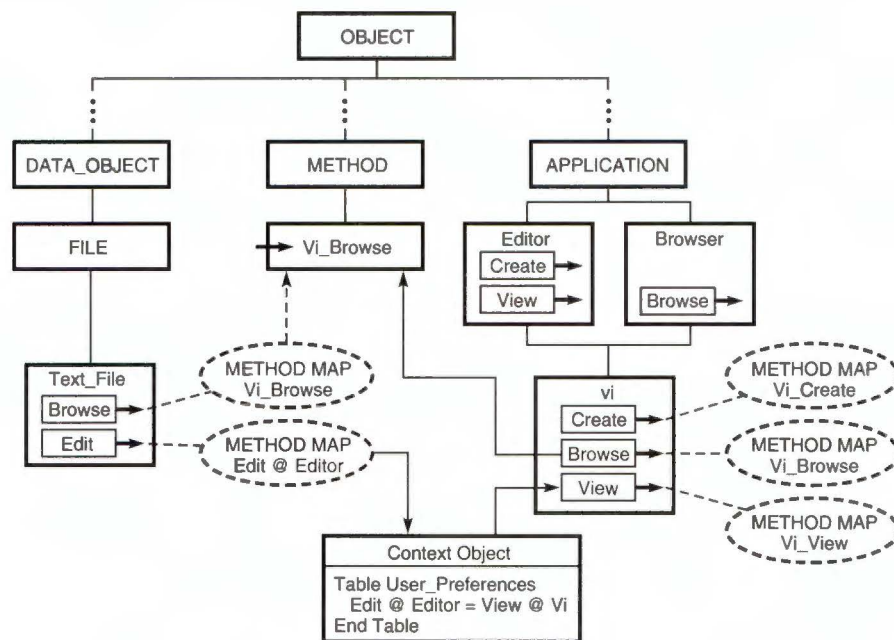 OBJECT
DATA_OBJECT
METHOD
APPLICATION
FILE
Vi_Browse
Editor
Create
View
Browser
Browse
Text_File
Browse
Edit
METHOD MAP
Vi_Browse
METHOD MAP
Edit @ Editor
vi
Create
Browse
View
METHOD MAP
Vi_Create
METHOD MAP
Vi_Browse
METHOD MAP
Vi_View
Context Object
Table User_Preferences
Edit @ Editor = View @ Vi
End Table